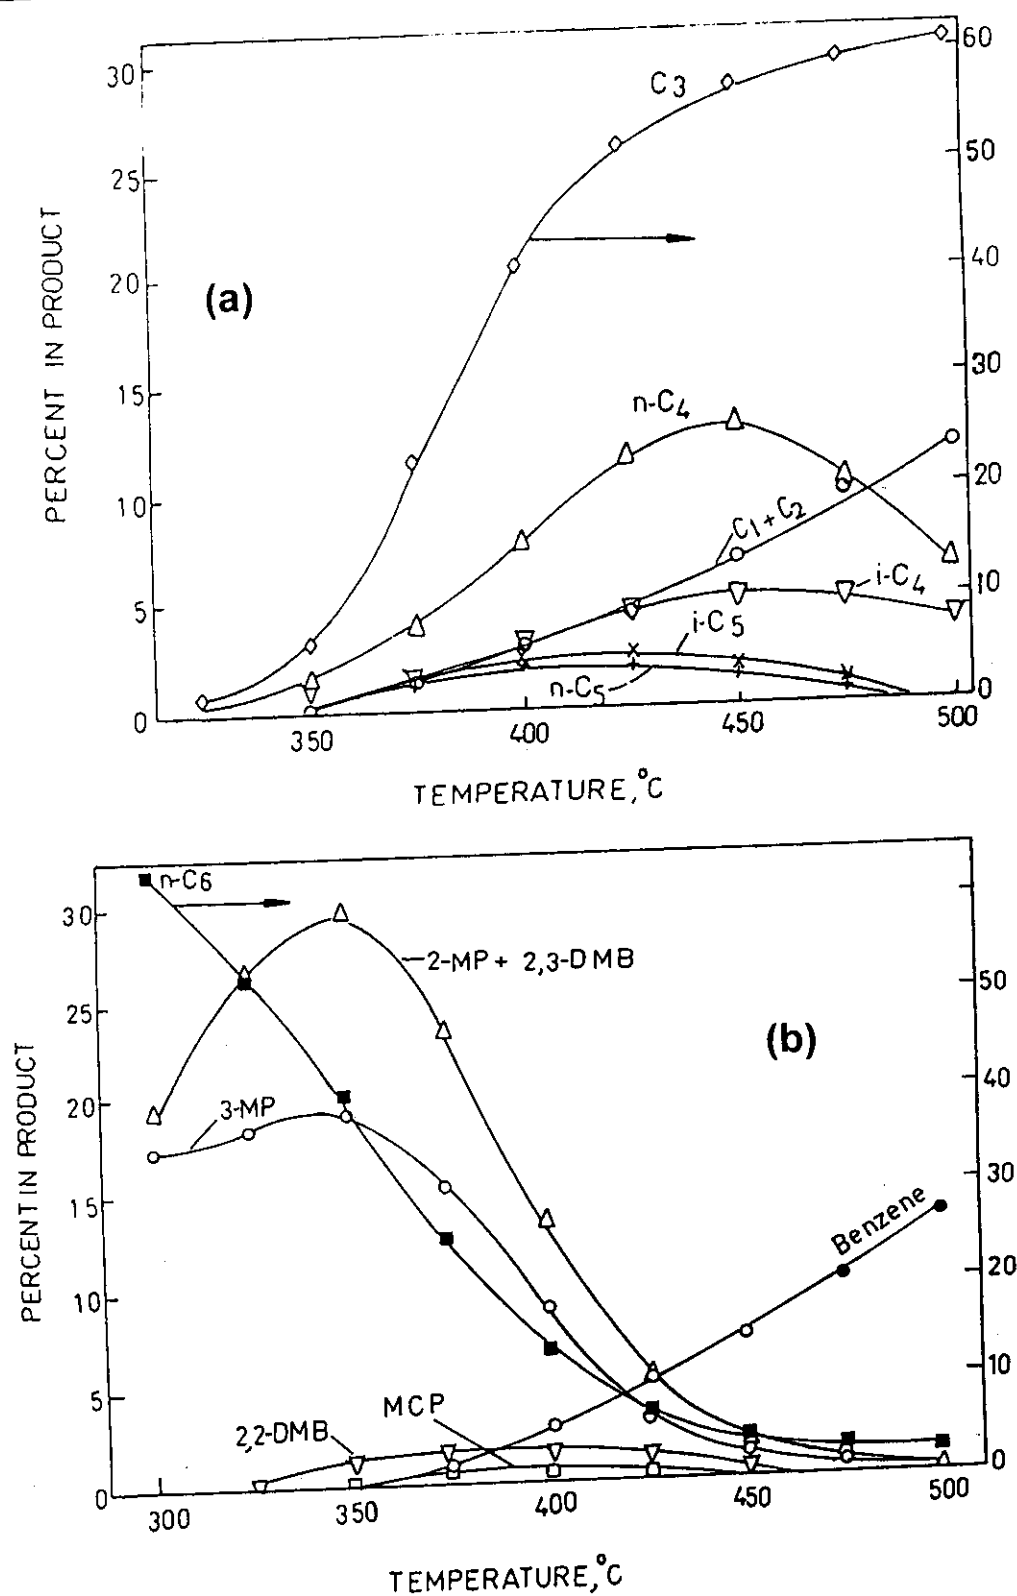 30
25
20
15
10
5
0
PERCENT IN PRODUCT
(a)
C3
n-C4
C1+C2
i-C4
i-C5
n-C5
60
50
40
30
20
10
0
350
400
450
500
TEMPERATURE,°C
n-C6
2-MP + 2,3-DMB
(b)
3-MP
Benzene
MCP
2,2-DMB
30
25
20
15
10
5
0
PERCENT IN PRODUCT
50
40
30
20
10
0
300
350
400
450
500
TEMPERATURE,°C